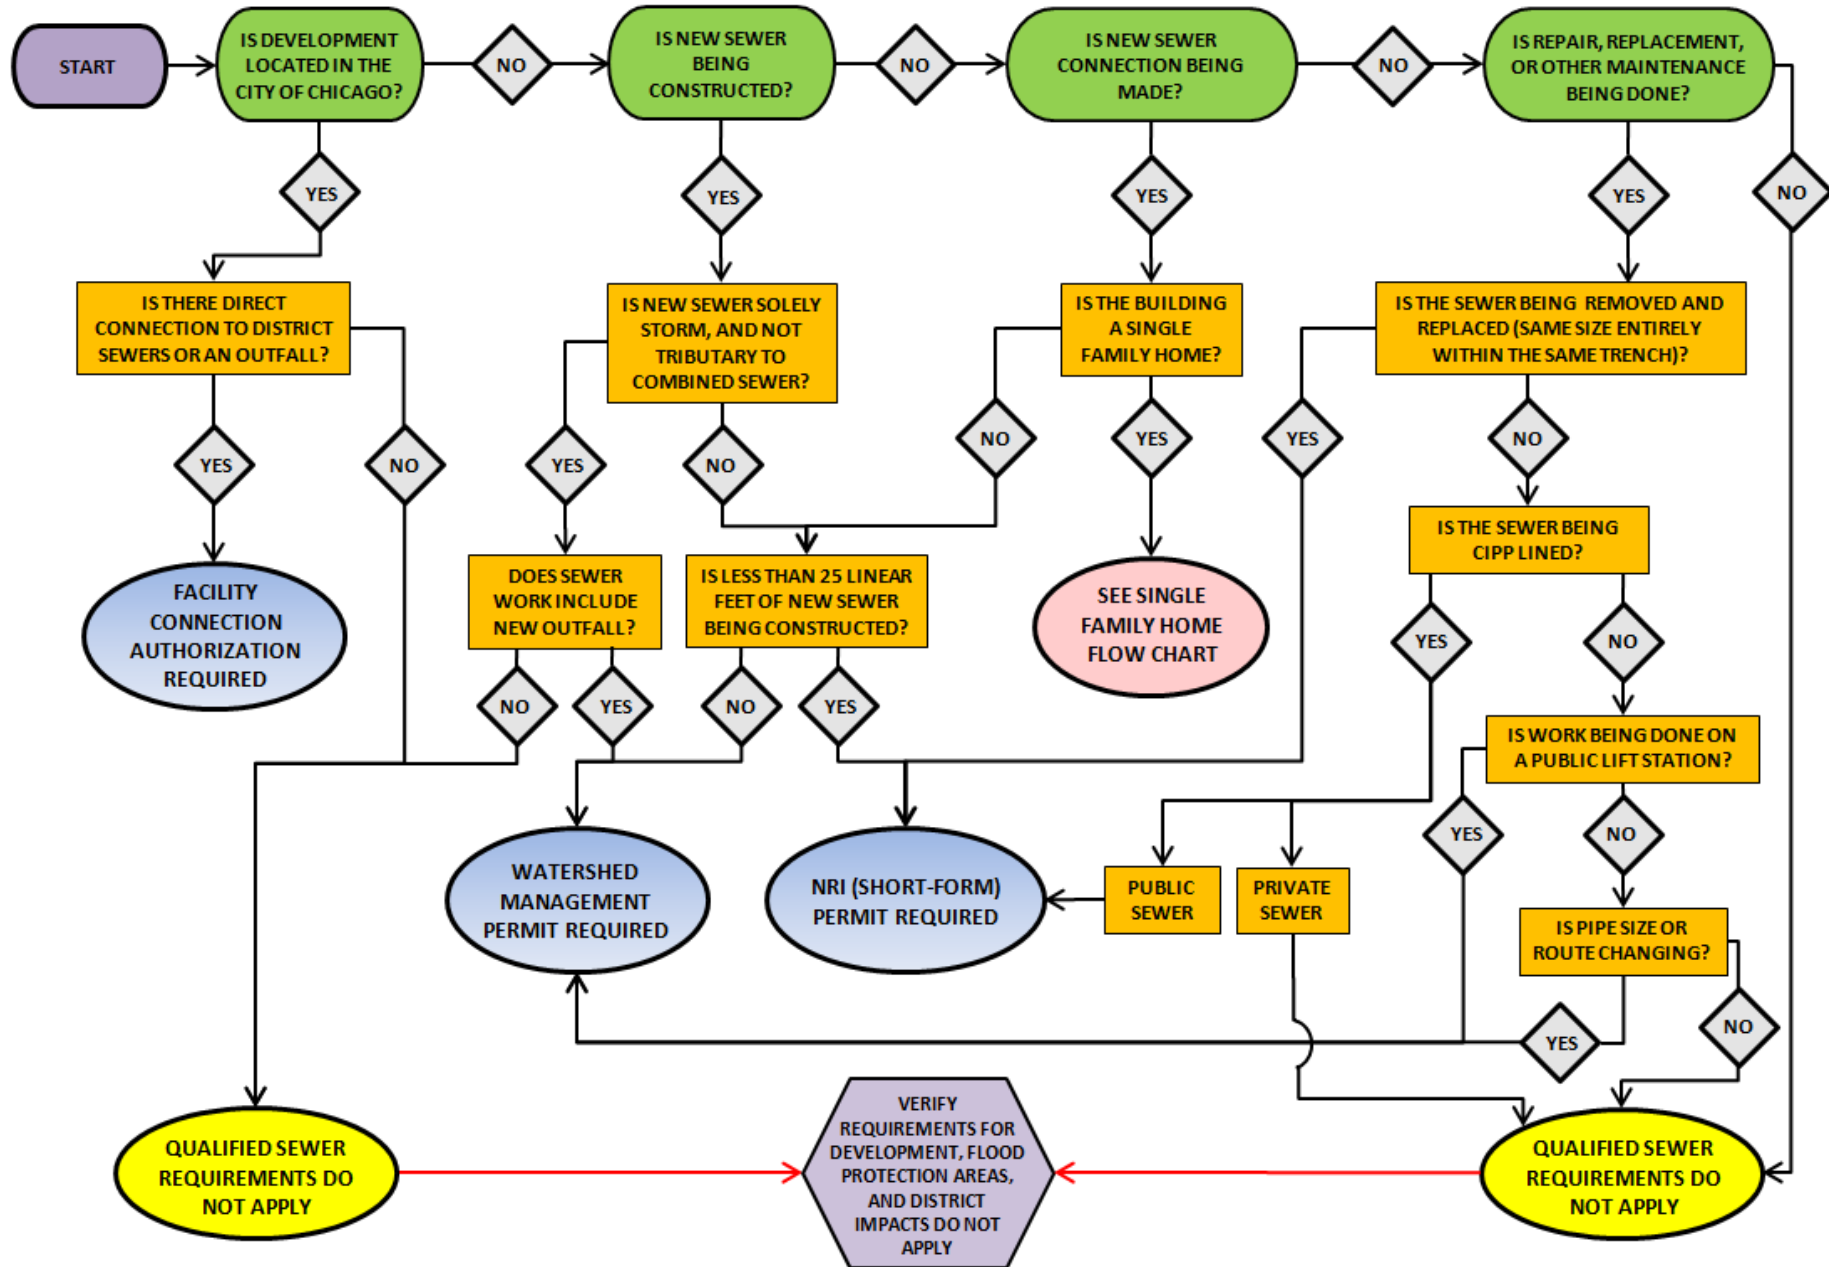 START
IS DEVELOPMENT
LOCATED IN THE
CITY OF CHICAGO?
NO
IS NEW SEWER
BEING
CONSTRUCTED?
NO
IS NEW SEWER
CONNECTION BEING
MADE?
NO
IS REPAIR, REPLACEMENT,
OR OTHER MAINTENANCE
BEING DONE?
YES
YES
YES
YES
NO
IS THERE DIRECT
CONNECTION TO DISTRICT
SEWERS OR AN OUTFALL?
IS NEW SEWER SOLELY
STORM, AND NOT
TRIBUTARY TO
COMBINED SEWER?
IS THE BUILDING
A SINGLE
FAMILY HOME?
IS THE SEWER BEING REMOVED AND
REPLACED (SAME SIZE ENTIRELY
WITHIN THE SAME TRENCH)?
YES
NO
YES
NO
NO
YES
YES
NO
FACILITY
CONNECTION
AUTHORIZATION
REQUIRED
DOES SEWER
WORK INCLUDE
NEW OUTFALL?
IS LESS THAN 25 LINEAR
FEET OF NEW SEWER
BEING CONSTRUCTED?
SEE SINGLE
FAMILY HOME
FLOW CHART
IS THE SEWER BEING
CIPP LINED?
YES
NO
NO
YES
NO
YES
IS WORK BEING DONE ON
A PUBLIC LIFT STATION?
YES
NO
WATERSHED
MANAGEMENT
PERMIT REQUIRED
NRI (SHORT-FORM)
PERMIT REQUIRED
PUBLIC
SEWER
PRIVATE
SEWER
IS PIPE SIZE OR
ROUTE CHANGING?
YES
NO
QUALIFIED SEWER
REQUIREMENTS DO
NOT APPLY
VERIFY
REQUIREMENTS FOR
DEVELOPMENT, FLOOD
PROTECTION AREAS,
AND DISTRICT
IMPACTS DO NOT
APPLY
QUALIFIED SEWER
REQUIREMENTS DO
NOT APPLY